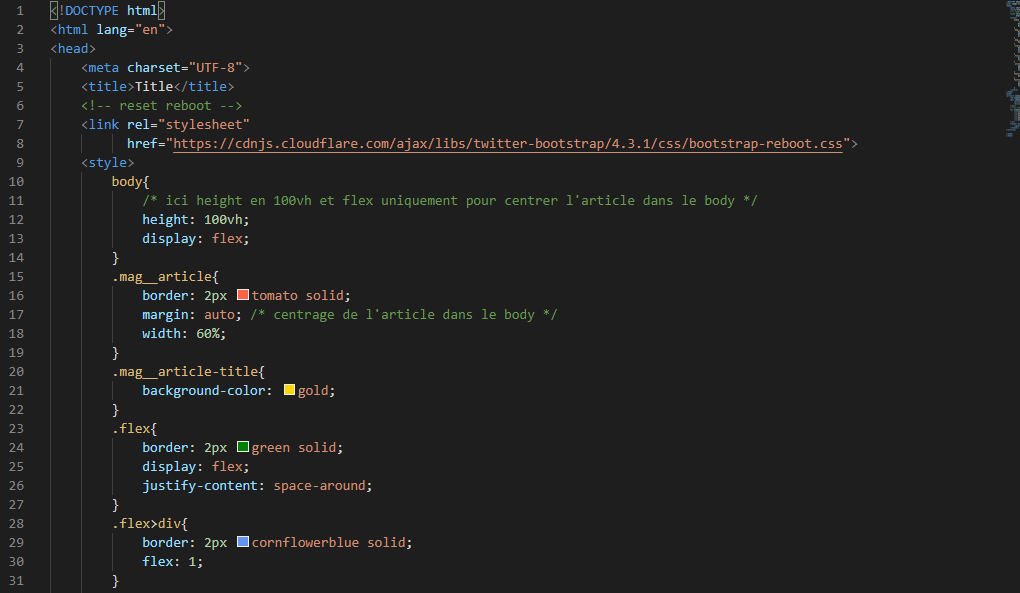 1 <!DOCTYPE html>
2 <html lang="en">
3 <head>
4     <meta charset="UTF-8">
5     <title>Title</title>
6     <!-- reset reboot -->
7     <link rel="stylesheet"
8           href="https://cdnjs.cloudflare.com/ajax/libs/twitter-bootstrap/4.3.1/css/bootstrap-reboot.css">
9     <style>
10         body{
11             /* ici height en 100vh et flex uniquement pour centrer l'article dans le body */
12             height: 100vh;
13             display: flex;
14         }
15         .mag__article{
16             border: 2px tomato solid;
17             margin: auto; /* centrage de l'article dans le body */
18             width: 60%;
19         }
20         .mag__article-title{
21             background-color: gold;
22         }
23         .flex{
24             border: 2px green solid;
25             display: flex;
26             justify-content: space-around;
27         }
28         .flex>div{
29             border: 2px cornflowerblue solid;
30             flex: 1;
31         }